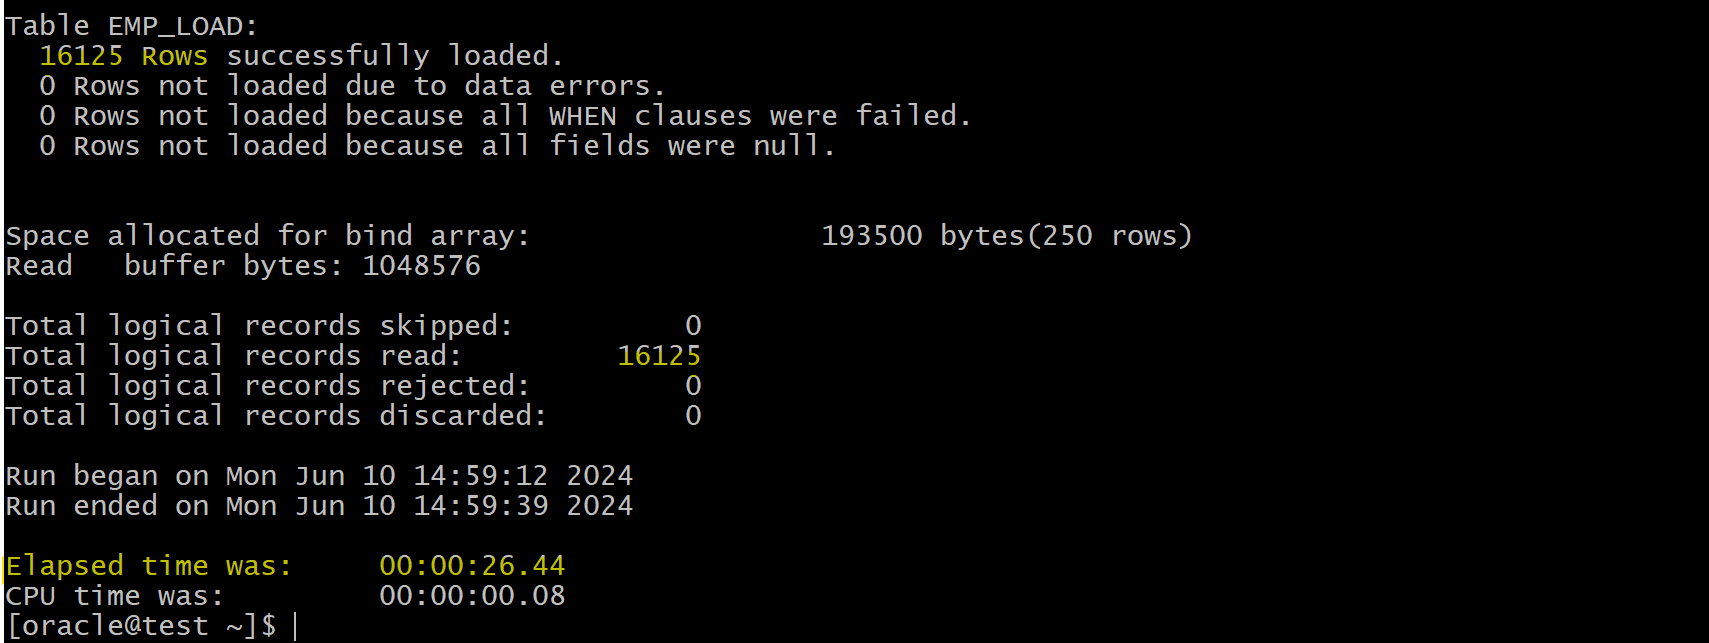 Table EMP_LOAD:
  16125 Rows successfully loaded.
  0 Rows not loaded due to data errors.
  0 Rows not loaded because all WHEN clauses were failed.
  0 Rows not loaded because all fields were null.
Space allocated for bind array:                 193500 bytes(250 rows)
Read   buffer bytes: 1048576
Total logical records skipped:          0
Total logical records read:         16125
Total logical records rejected:         0
Total logical records discarded:        0
Run began on Mon Jun 10 14:59:12 2024
Run ended on Mon Jun 10 14:59:39 2024
Elapsed time was:     00:00:26.44
CPU time was:         00:00:00.08
[oracle@test ~]$